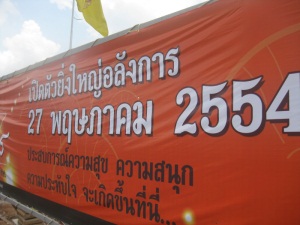 เปิดตัวยิ่งใหญ่อลังการ
27 พฤษภาคม 2554
ประสบการณ์ความสุข ความสนุก
ความประทับใจ จะเกิดขึ้นที่นี่...